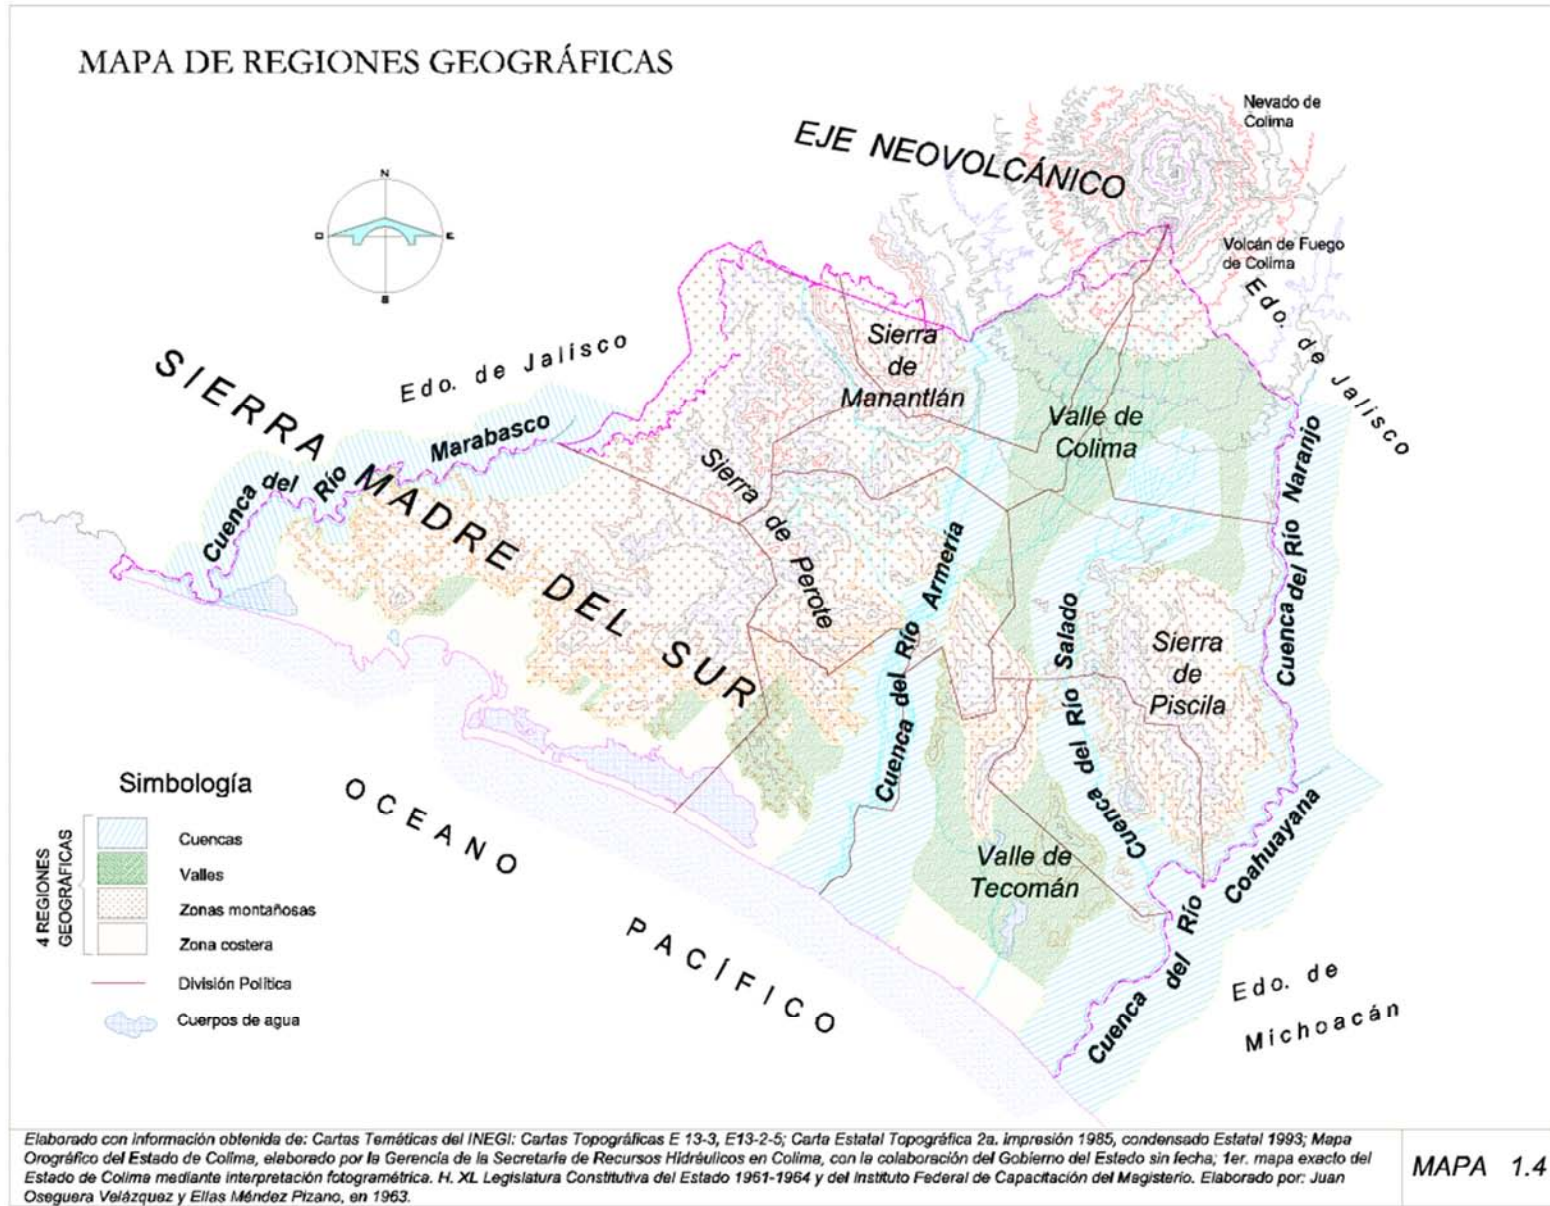 MAPA DE REGIONES GEOGRÁFICAS
Nevado de
Colima
EJE NEOVOLCÁNICO
N
O
E
S
Volcán de Fuego
de Colima
Edo. de Jalisco
Sierra
de
Manantlán
Edo. de Jalisco
SIERRA MADRE DEL SUR
Cuenca del Río Marabasco
Valle de
Colima
Sierra de Perote
Cuenca del Río Naranjo
Cuenca del Río Armería
Cuenca del Río Salado
Sierra
de
Piscila
Valle de
Tecomán
Cuenca del Río Coahuayana
OCEANO PACÍFICO
Edo. de
Michoacán
Simbología
4 REGIONES
GEOGRÁFICAS
Cuencas
Valles
Zonas montañosas
Zona costera
División Política
Cuerpos de agua
Elaborado con información obtenida de: Cartas Temáticas del INEGI: Cartas Topográficas E 13-3, E13-2-5; Carta Estatal Topográfica 2a. impresión 1985, condensado Estatal 1993; Mapa
Orográfico del Estado de Colima, elaborado por la Gerencia de la Secretaría de Recursos Hidráulicos en Colima, con la colaboración del Gobierno del Estado sin fecha; 1er. mapa exacto del
Estado de Colima mediante interpretación fotogramétrica. H. XL Legislatura Constitutiva del Estado 1961-1964 y del Instituto Federal de Capacitación del Magisterio. Elaborado por: Juan
Oseguera Velázquez y Elías Méndez Pizano, en 1963.
MAPA 1.4